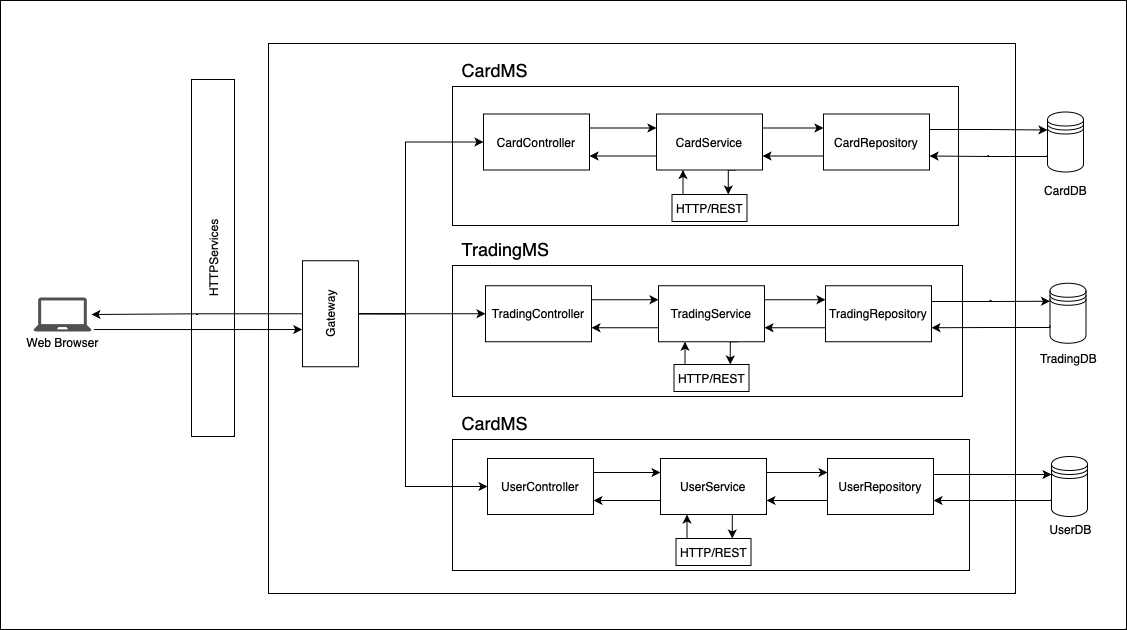 CardMS
CardController
CardService
CardRepository
HTTP/REST
CardDB
HTTPServices
TradingMS
Gateway
TradingController
TradingService
TradingRepository
Web Browser
TradingDB
HTTP/REST
CardMS
UserController
UserService
UserRepository
UserDB
HTTP/REST